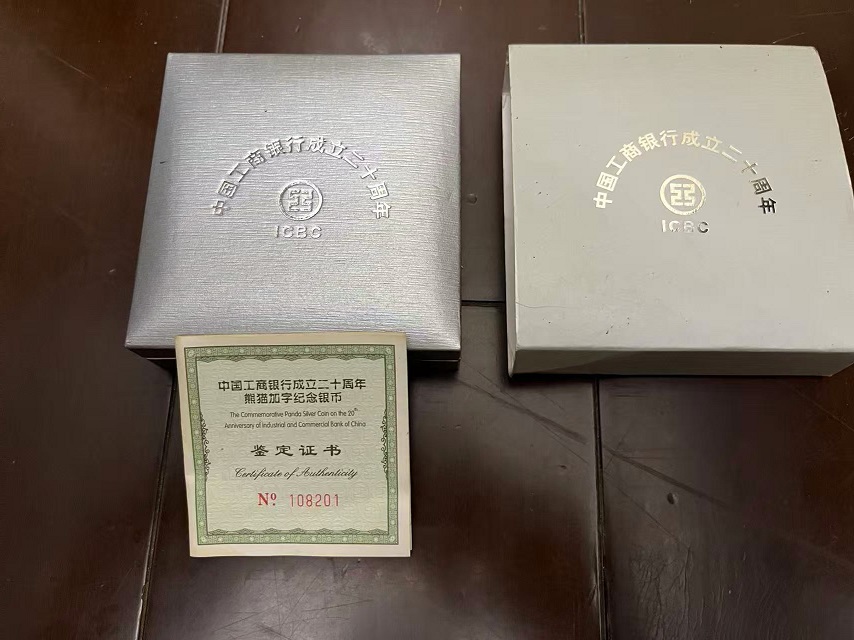 中国工商银行成立二十周年
ICBC
中国工商银行成立二十周年
ICBC
中国工商银行成立二十周年
熊猫加字纪念银币
The Commemorative Panda Silver Coin on the 20th
Anniversary of Industrial and Commercial Bank of China
鉴定证书
Certificate of Authenticity
Nº 108201